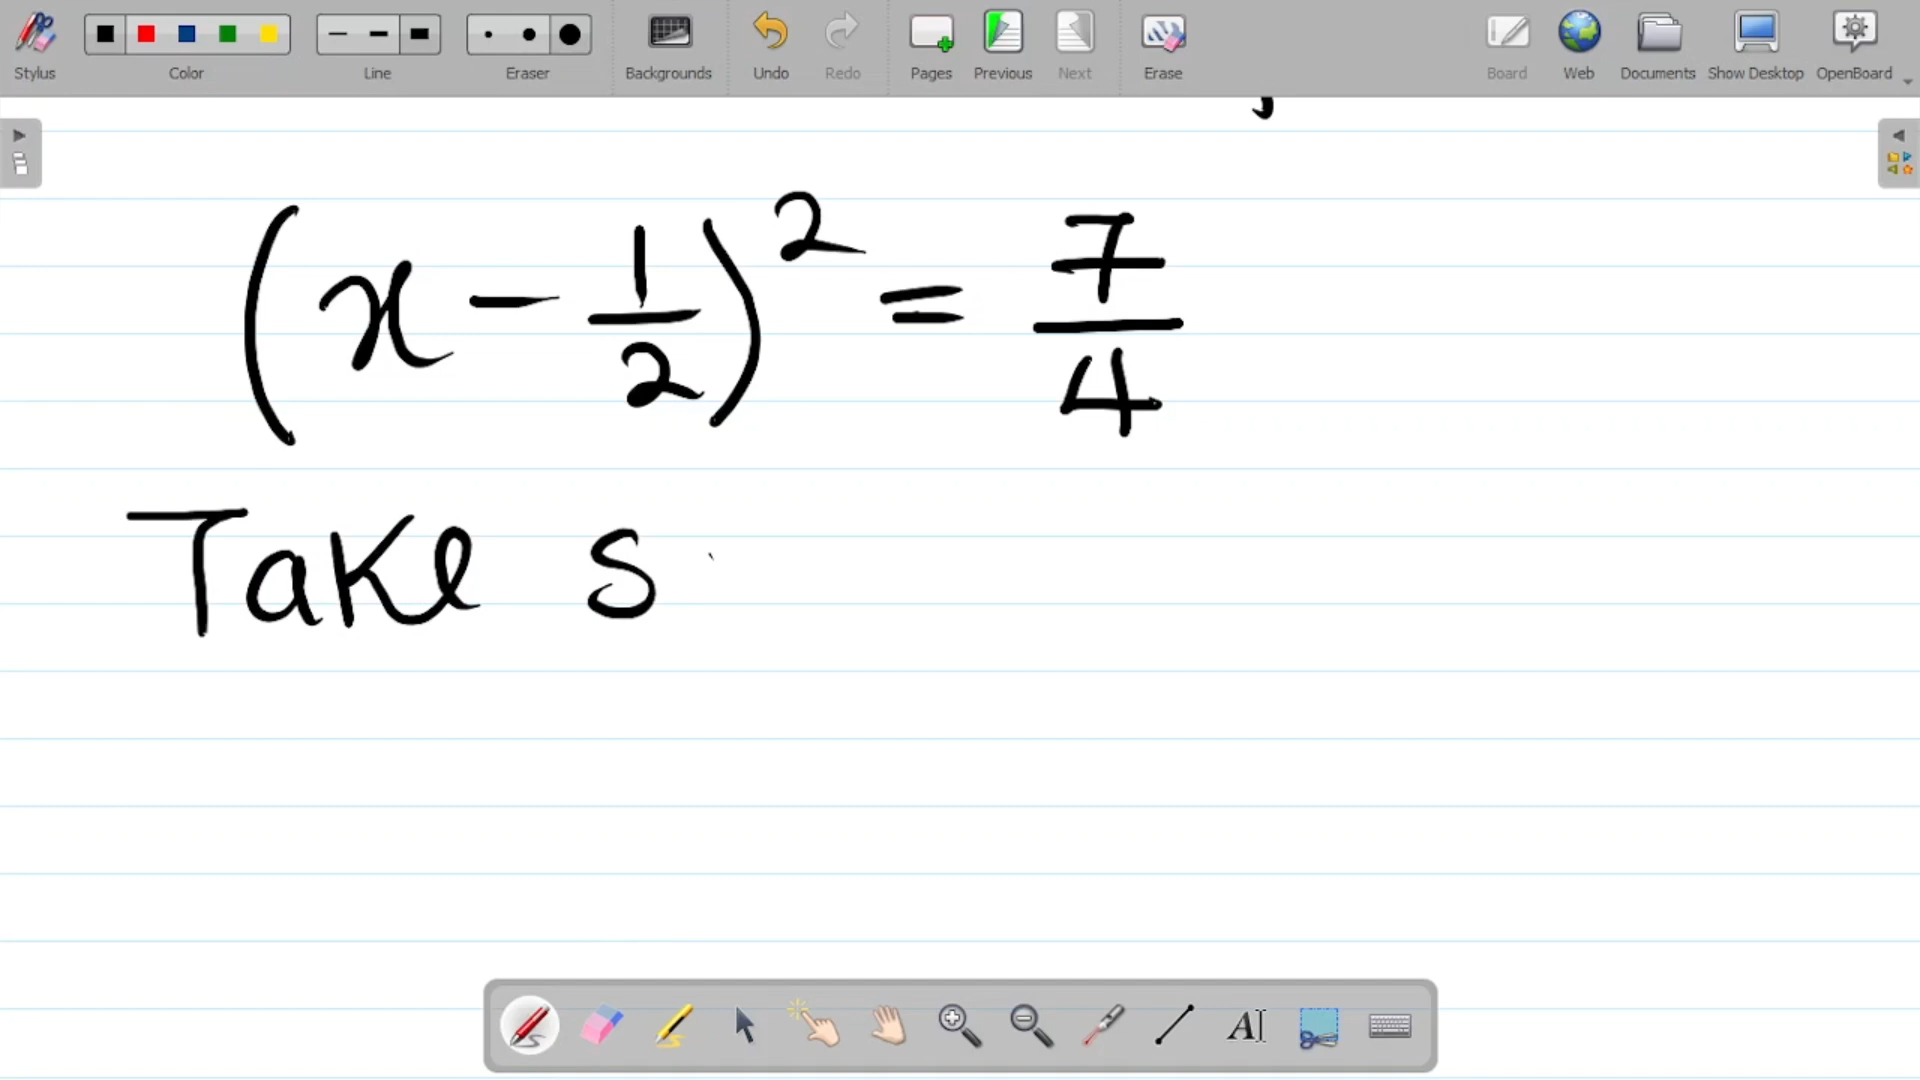 Stylus Color Line Eraser Backgrounds Undo Redo Pages Previous Next Erase Board Web Documents Show Desktop OpenBoard
(x - 1/2)² = 7/4
Take s